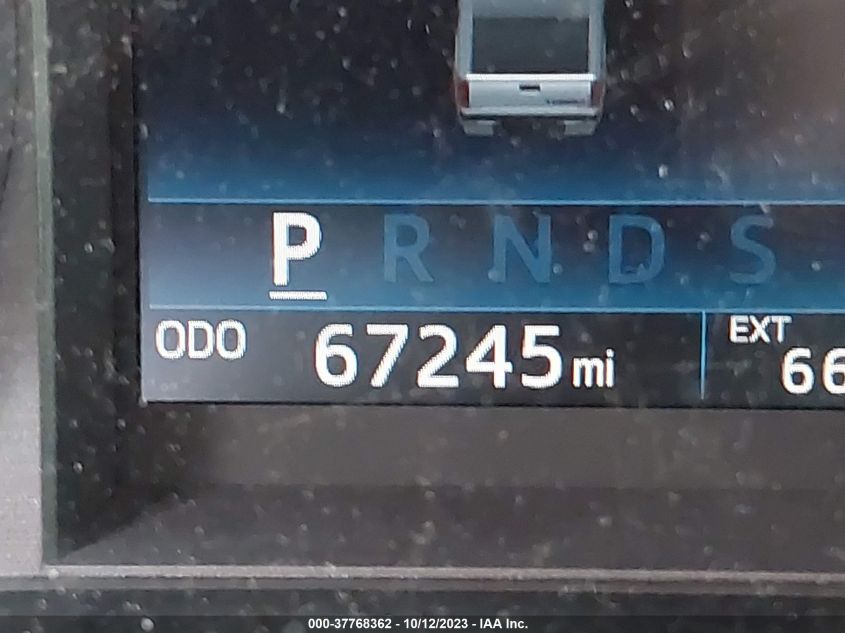 P R N D S
ODO 67245 mi
EXT
66
000-37768362 - 10/12/2023 - IAA Inc.